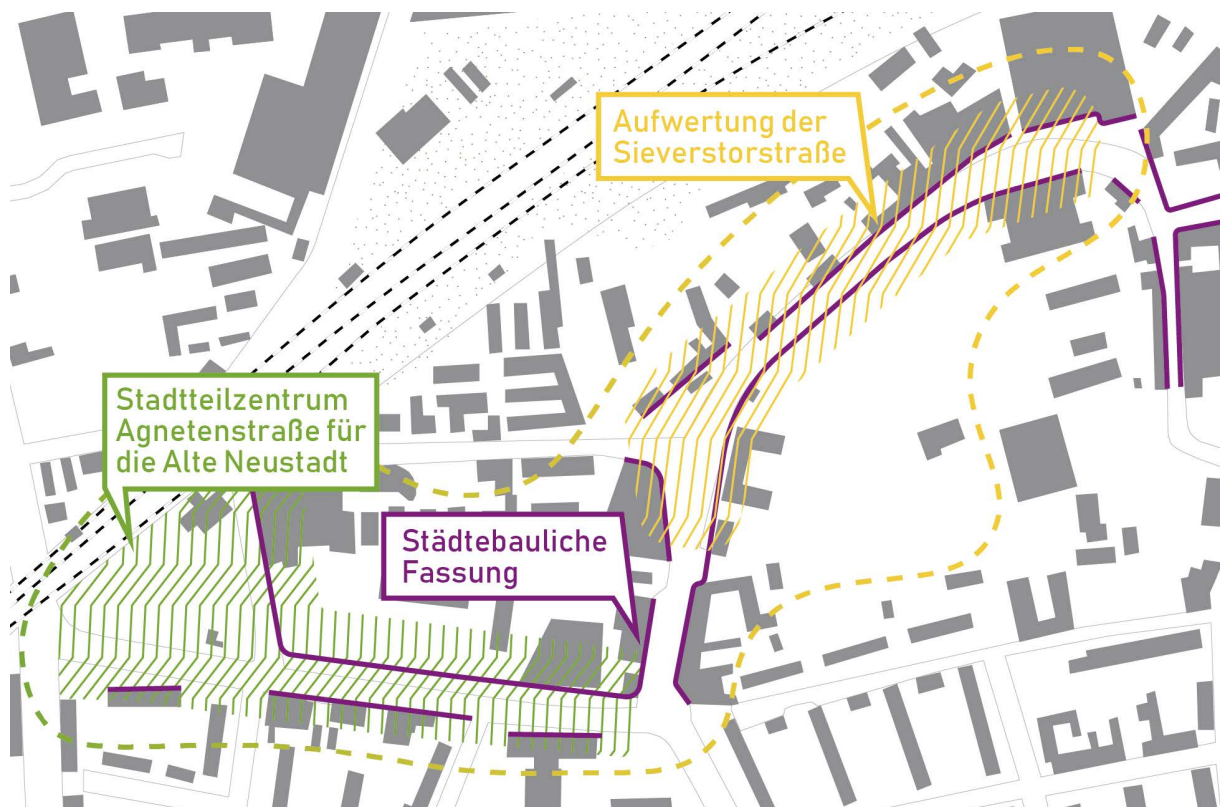 Aufwertung der
Sieverstorstraße
Stadtteilzentrum
Agnetenstraße für
die Alte Neustadt
Städtebauliche
Fassung